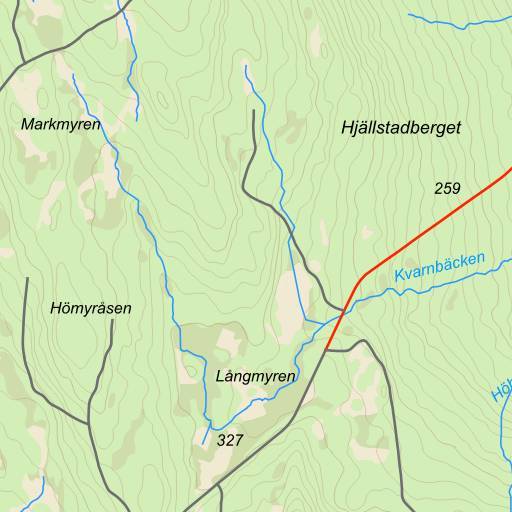 Markmyren
Hjällstadberget
259
Kvarnbäcken
Hömyråsen
Långmyren
327